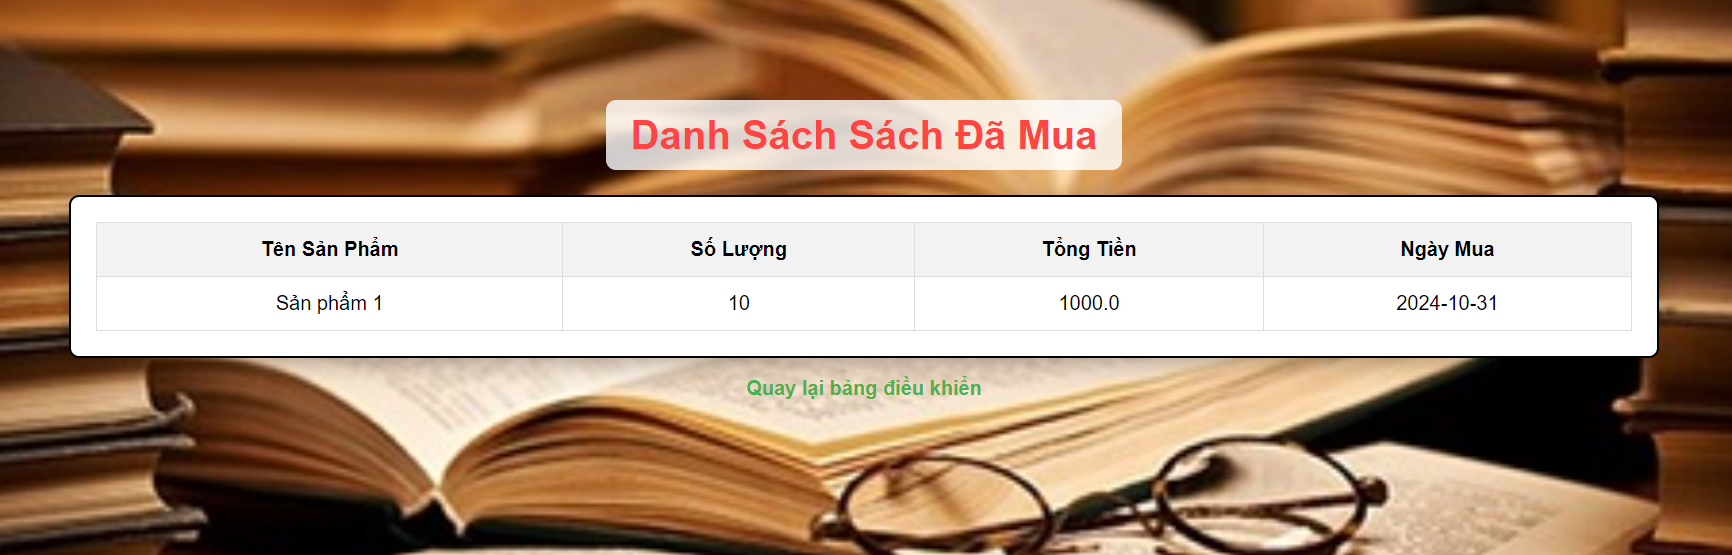 Danh Sách Sách Đã Mua
Tên Sản Phẩm Số Lượng Tổng Tiền Ngày Mua
Sản phẩm 1 10 1000.0 2024-10-31
Quay lại bảng điều khiển